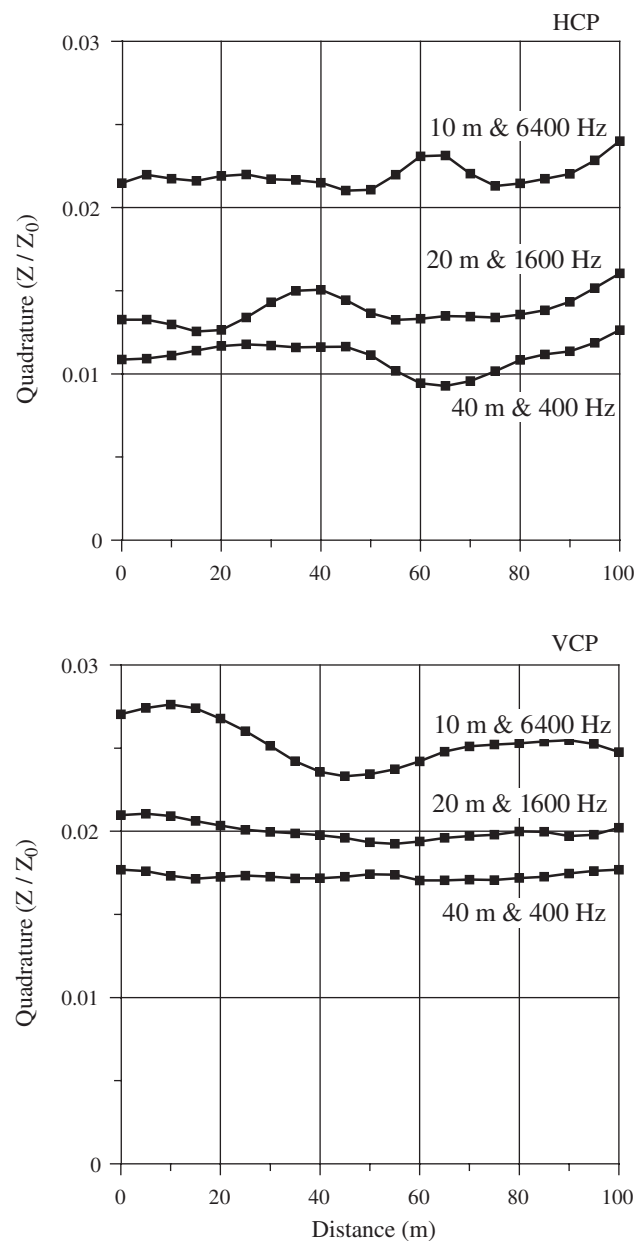 HCP
0.03
10 m & 6400 Hz
0.02
20 m & 1600 Hz
0.01
40 m & 400 Hz
0
Quadrature (Z / Z0)
0 20 40 60 80 100
VCP
0.03
10 m & 6400 Hz
20 m & 1600 Hz
0.02
40 m & 400 Hz
0.01
0
Quadrature (Z / Z0)
0 20 40 60 80 100
Distance (m)